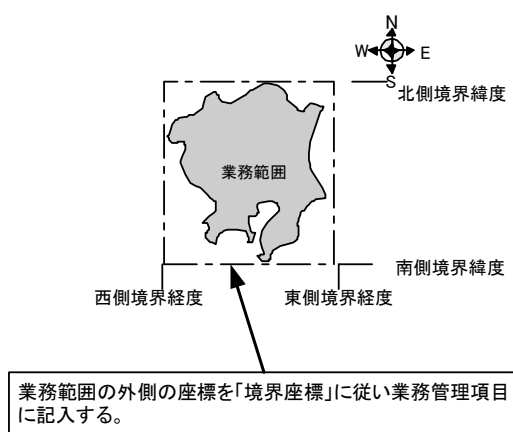 N
W E
S
北側境界緯度
業務範囲
南側境界緯度
西側境界経度 東側境界経度
業務範囲の外側の座標を「境界座標」に従い業務管理項目
に記入する。